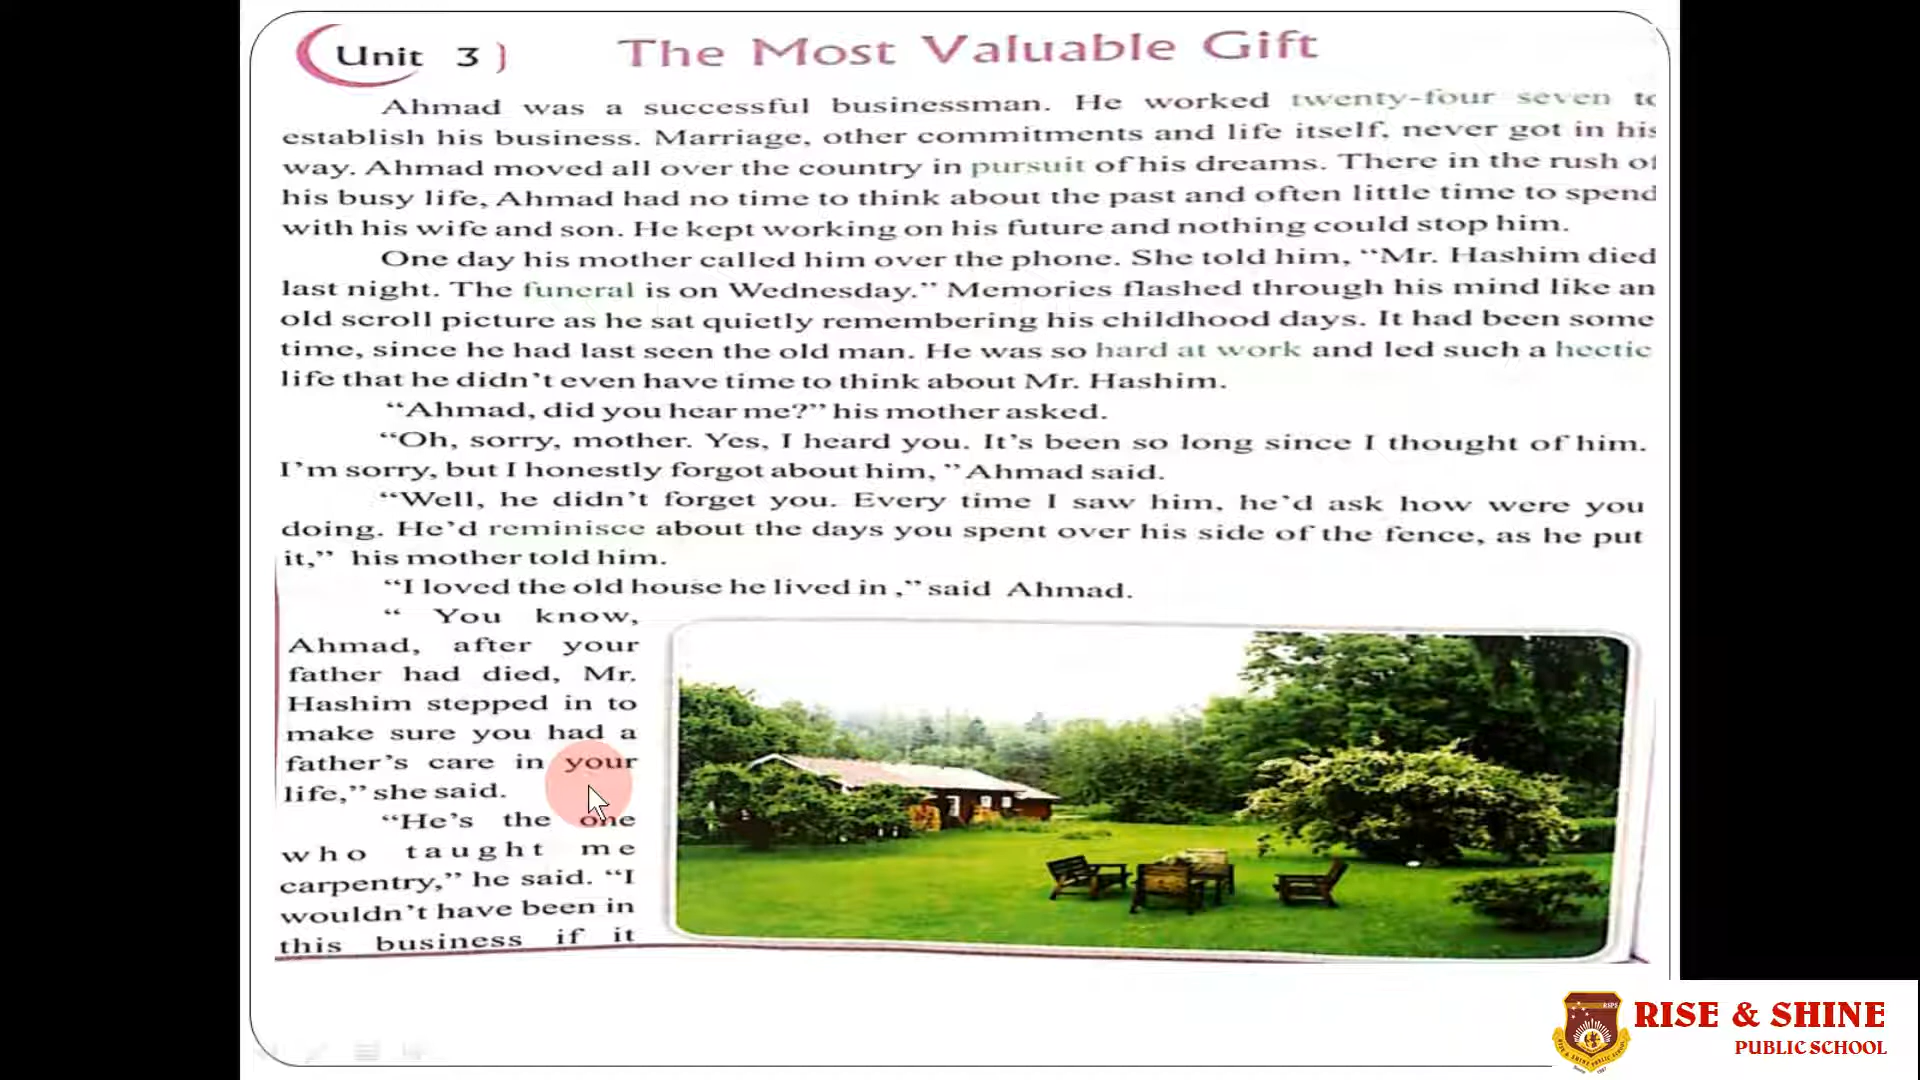 Unit 3
The Most Valuable Gift
Ahmad was a successful businessman. He worked twenty-four seven to
establish his business. Marriage, other commitments and life itself, never got in his
way. Ahmad moved all over the country in pursuit of his dreams. There in the rush of
his busy life, Ahmad had no time to think about the past and often little time to spend
with his wife and son. He kept working on his future and nothing could stop him.
One day his mother called him over the phone. She told him, “Mr. Hashim died
last night. The funeral is on Wednesday.” Memories flashed through his mind like an
old scroll picture as he sat quietly remembering his childhood days. It had been some
time, since he had last seen the old man. He was so hard at work and led such a hectic
life that he didn’t even have time to think about Mr. Hashim.
“Ahmad, did you hear me?” his mother asked.
“Oh, sorry, mother. Yes, I heard you. It’s been so long since I thought of him.
I’m sorry, but I honestly forgot about him, ” Ahmad said.
“Well, he didn’t forget you. Every time I saw him, he’d ask how were you
doing. He’d reminisce about the days you spent over his side of the fence, as he put
it,” his mother told him.
“I loved the old house he lived in ,” said Ahmad.
“ You know,
Ahmad, after your
father had died, Mr.
Hashim stepped in to
make sure you had a
father’s care in your
life,” she said.
“He’s the one
who taught me
carpentry,” he said. “I
wouldn’t have been in
this business if it
RISE & SHINE
PUBLIC SCHOOL